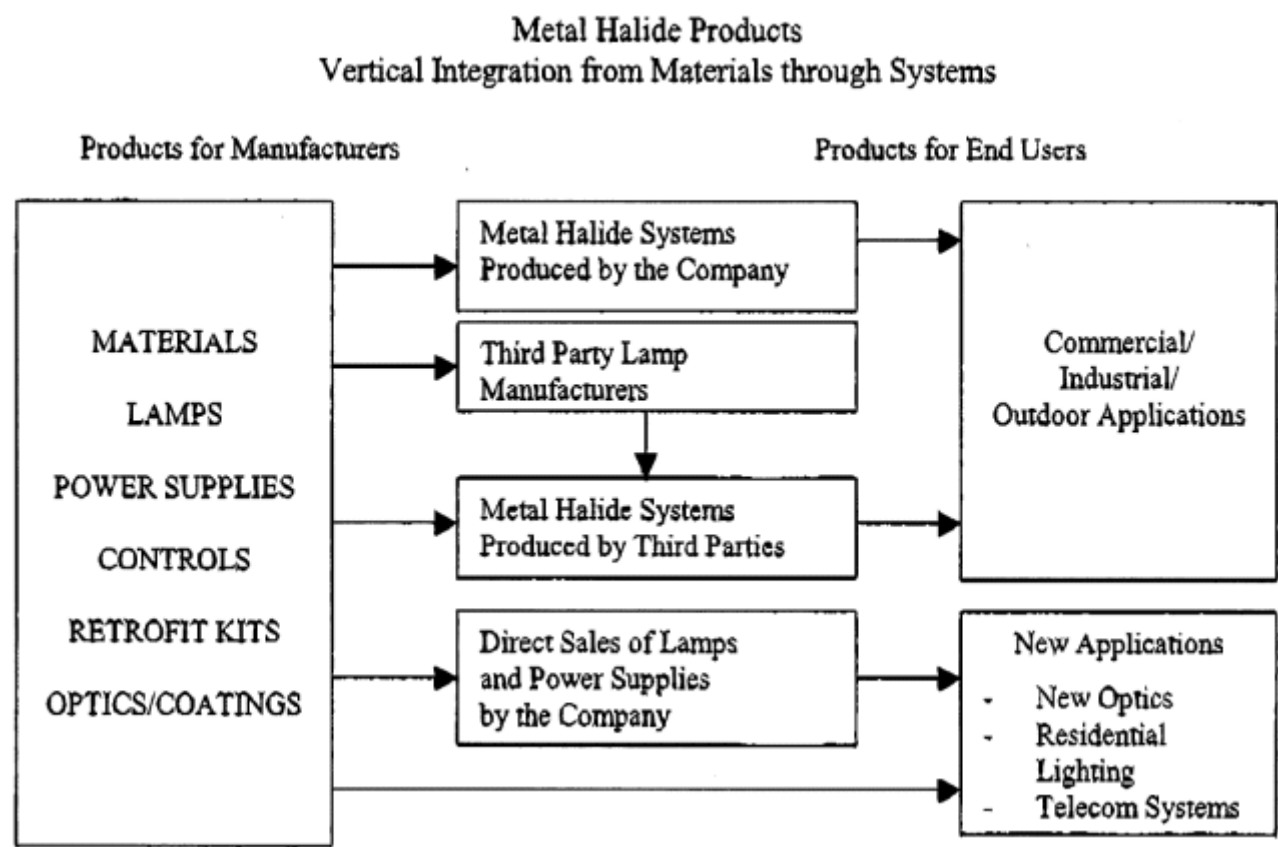 Metal Halide Products
Vertical Integration from Materials through Systems
Products for Manufacturers
Products for End Users
MATERIALS
LAMPS
POWER SUPPLIES
CONTROLS
RETROFIT KITS
OPTICS/COATINGS
Metal Halide Systems
Produced by the Company
Third Party Lamp
Manufacturers
Metal Halide Systems
Produced by Third Parties
Direct Sales of Lamps
and Power Supplies
by the Company
Commercial/
Industrial/
Outdoor Applications
New Applications
- New Optics
- Residential
Lighting
- Telecom Systems